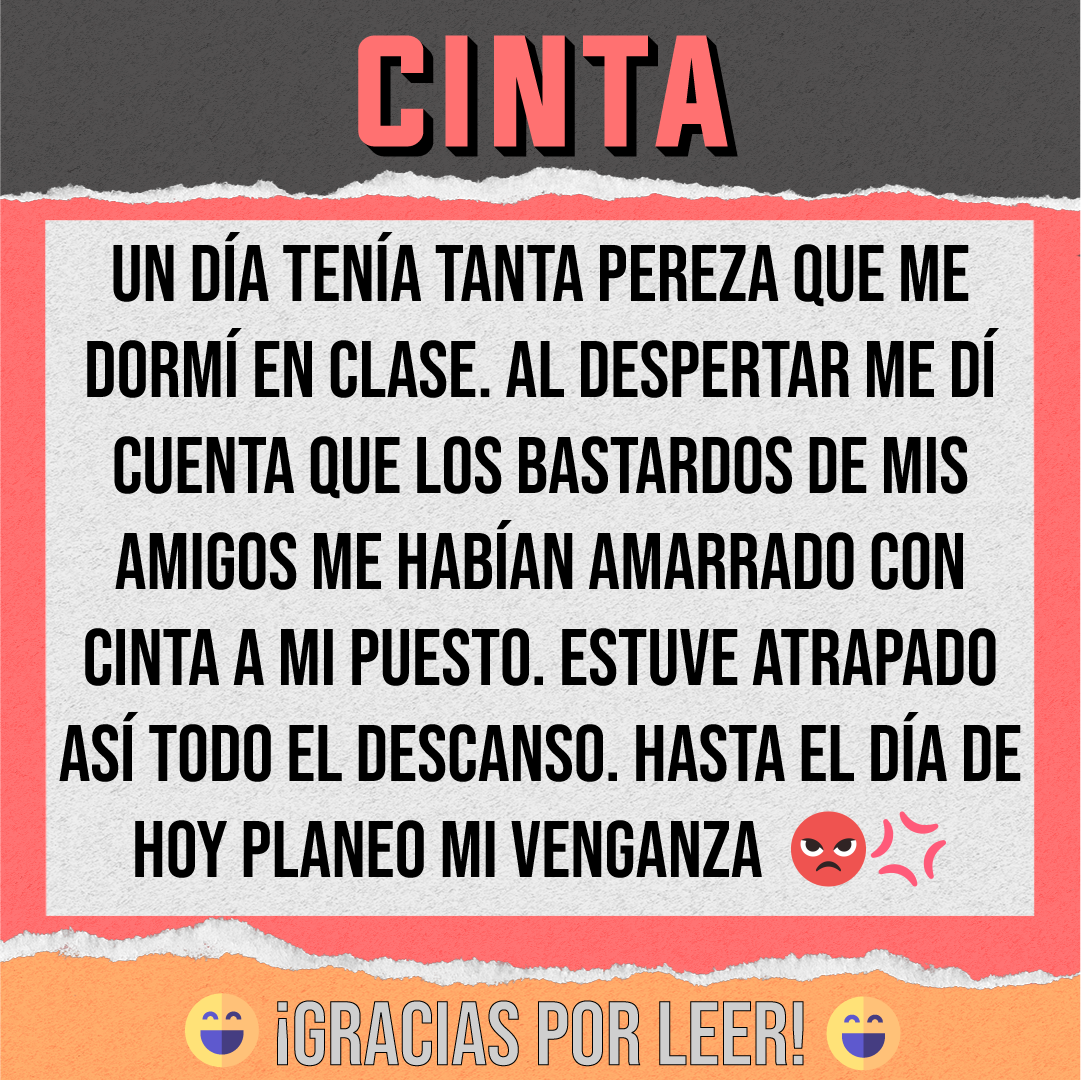 CINTA
UN DÍA TENÍA TANTA PEREZA QUE ME
DORMÍ EN CLASE. AL DESPERTAR ME DÍ
CUENTA QUE LOS BASTARDOS DE MIS
AMIGOS ME HABÍAN AMARRADO CON
CINTA A MI PUESTO. ESTUVE ATRAPADO
ASÍ TODO EL DESCANSO. HASTA EL DÍA DE
HOY PLANEO MI VENGANZA 😡💢
😄 ¡GRACIAS POR LEER! 😄